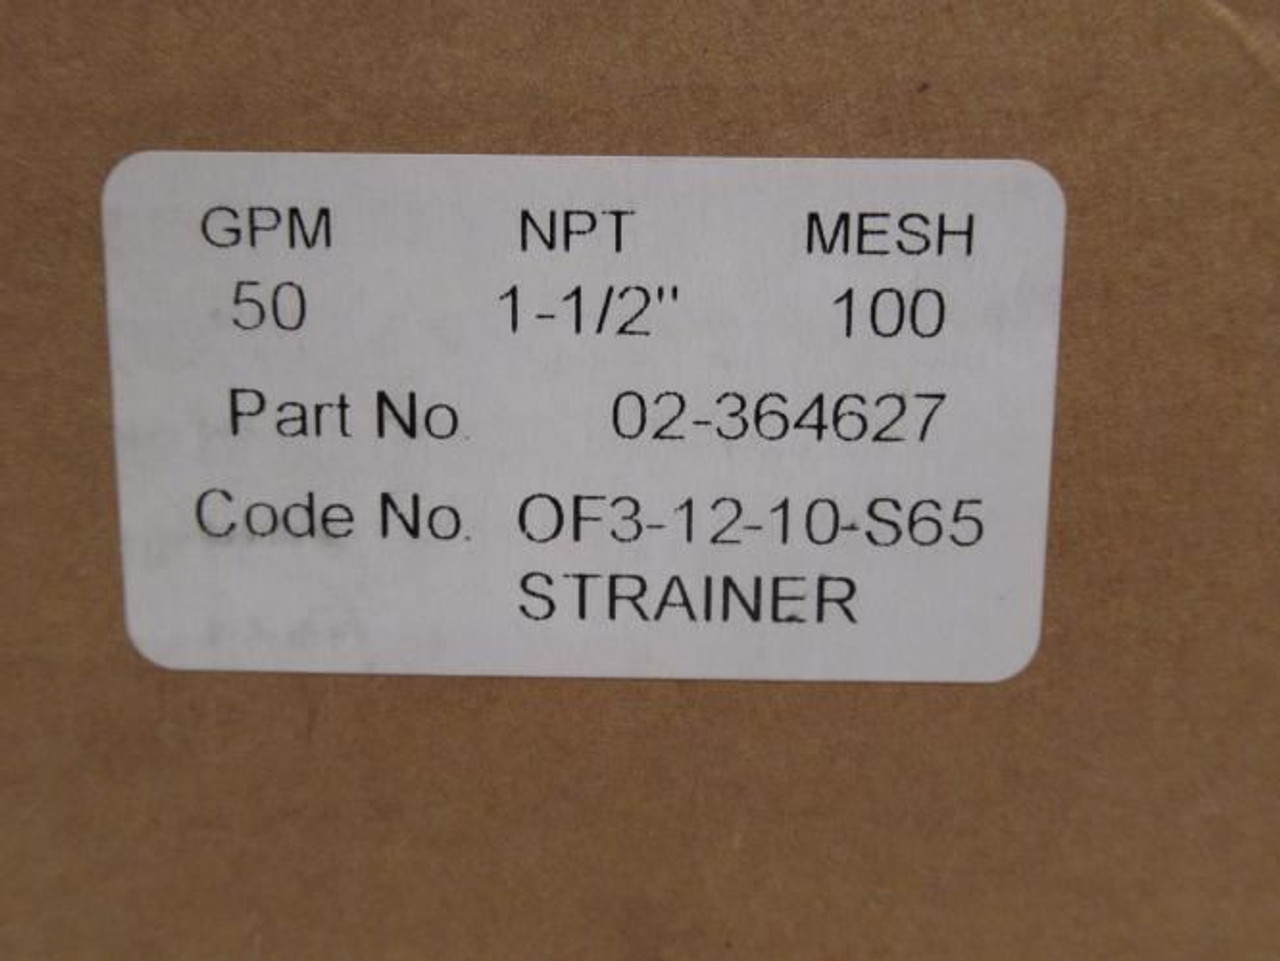 GPM NPT MESH
50 1-1/2" 100
Part No. 02-364627
Code No. OF3-12-10-S65
STRAINER